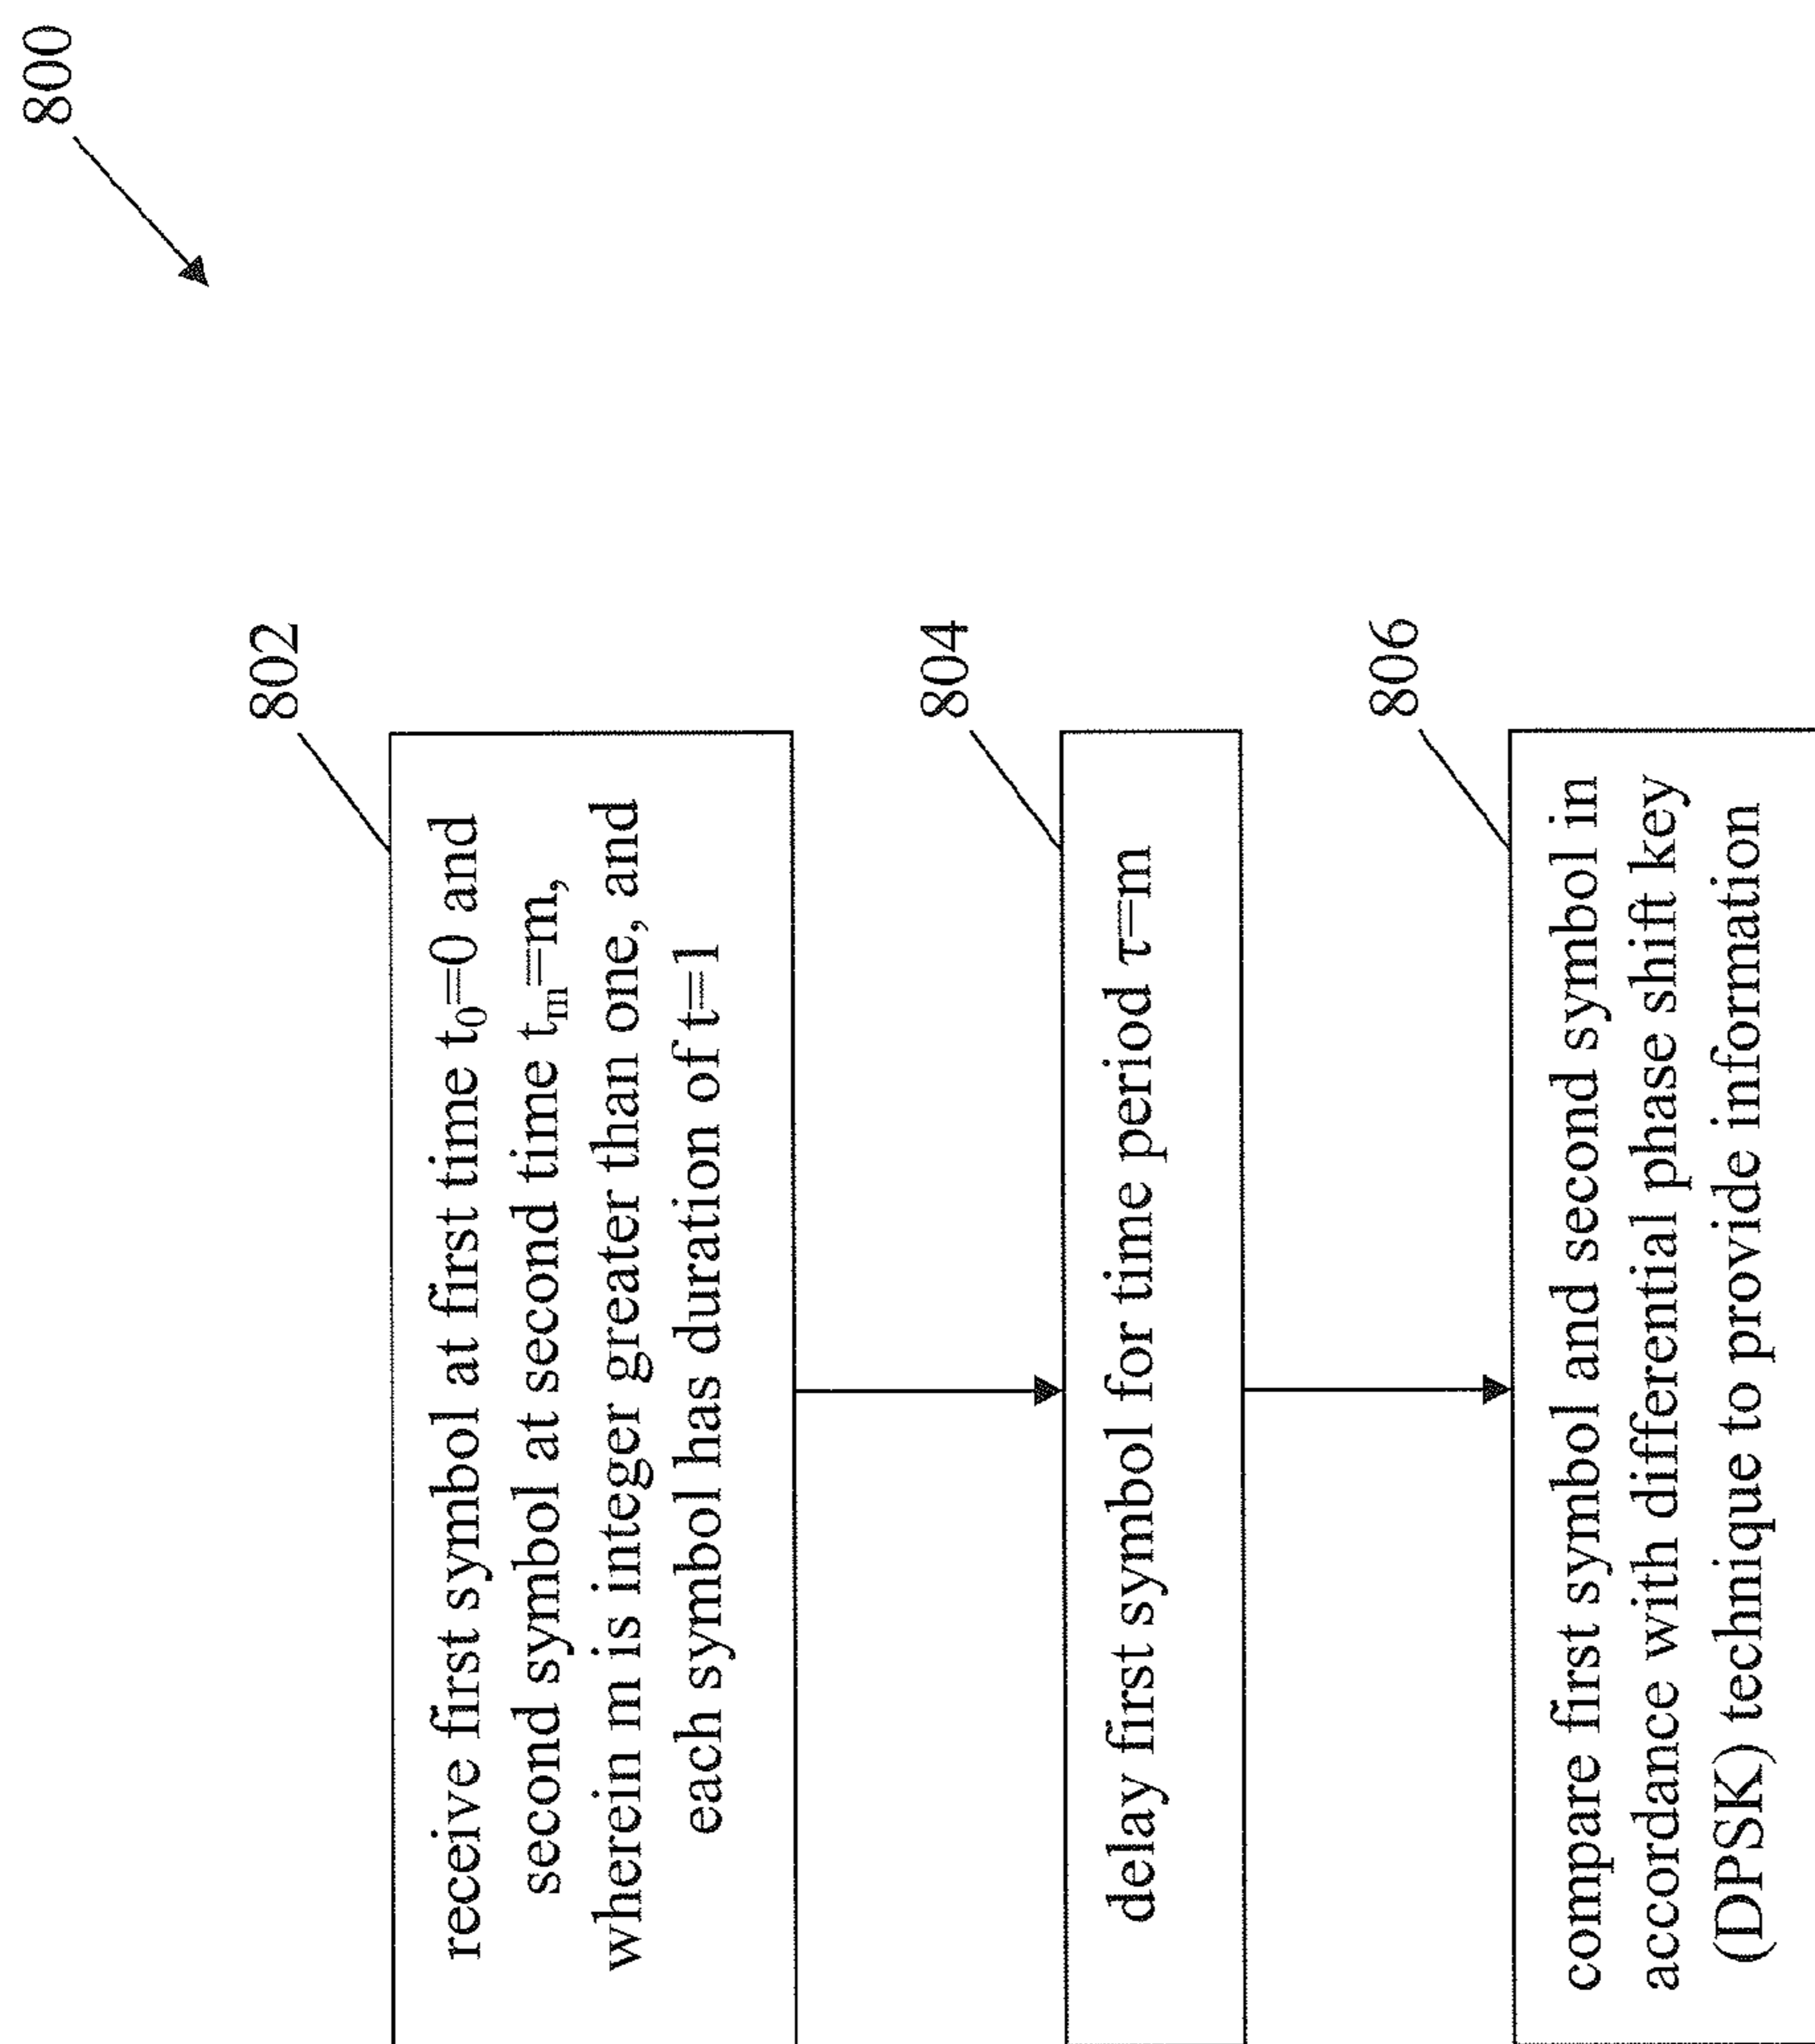 800
802
receive first symbol at first time t₀=0 and
second symbol at second time tₘ=m,
wherein m is integer greater than one, and
each symbol has duration of t=1
804
delay first symbol for time period τ=m
806
compare first symbol and second symbol in
accordance with differential phase shift key
(DPSK) technique to provide information